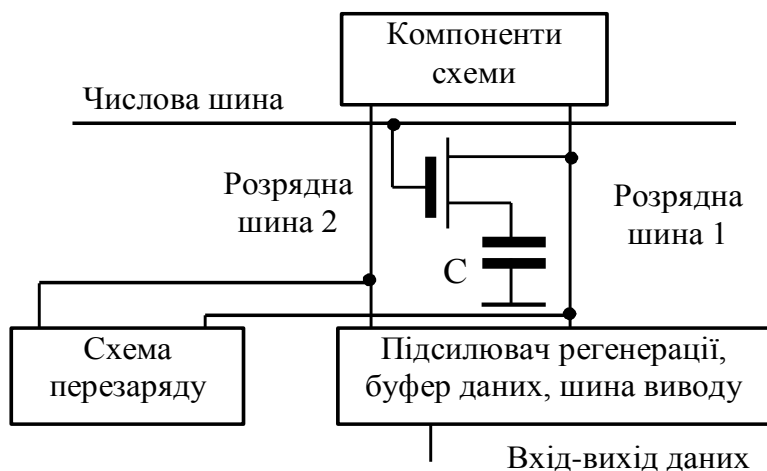 Компоненти
схеми
Числова шина
Розрядна
шина 2
Розрядна
шина 1
С
Схема
перезаряду
Підсилювач регенерації,
буфер даних, шина виводу
Вхід-вихід даних